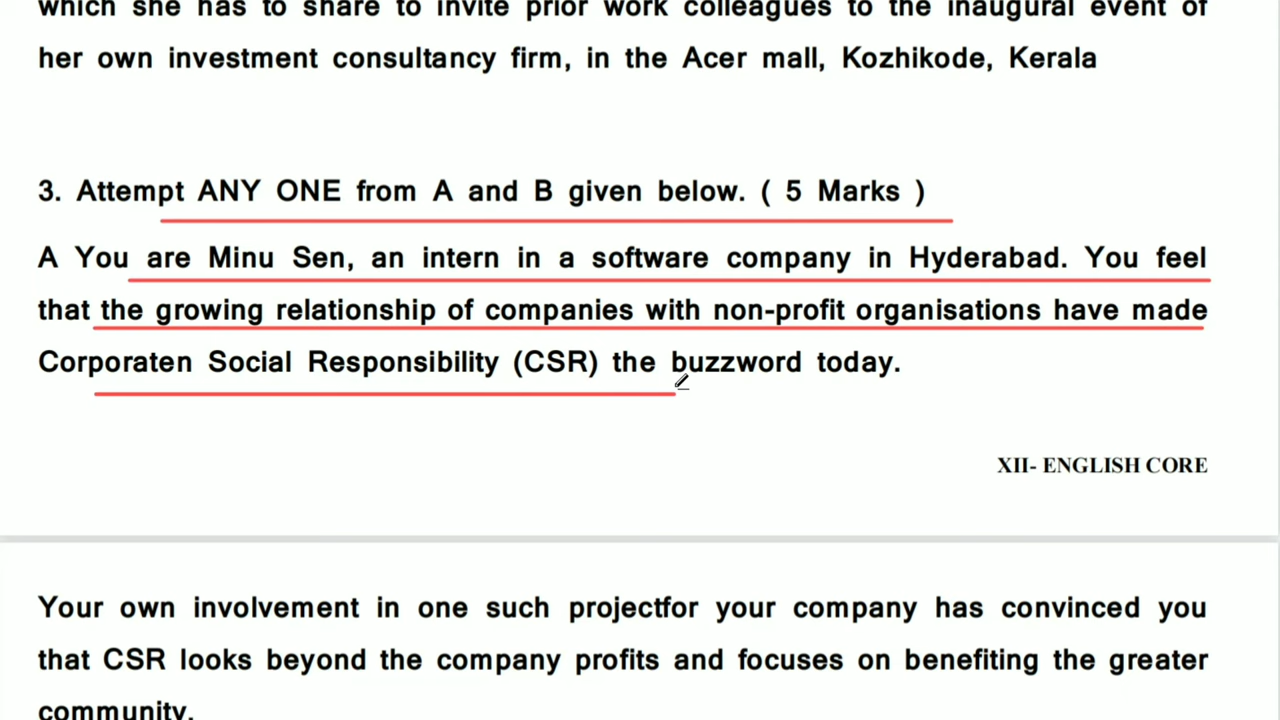 which she has to share to invite prior work colleagues to the inaugural event of
her own investment consultancy firm, in the Acer mall, Kozhikode, Kerala
3. Attempt ANY ONE from A and B given below. ( 5 Marks )
A You are Minu Sen, an intern in a software company in Hyderabad. You feel
that the growing relationship of companies with non-profit organisations have made
Corporaten Social Responsibility (CSR) the buzzword today.
XII- ENGLISH CORE
Your own involvement in one such projectfor your company has convinced you
that CSR looks beyond the company profits and focuses on benefiting the greater
community.